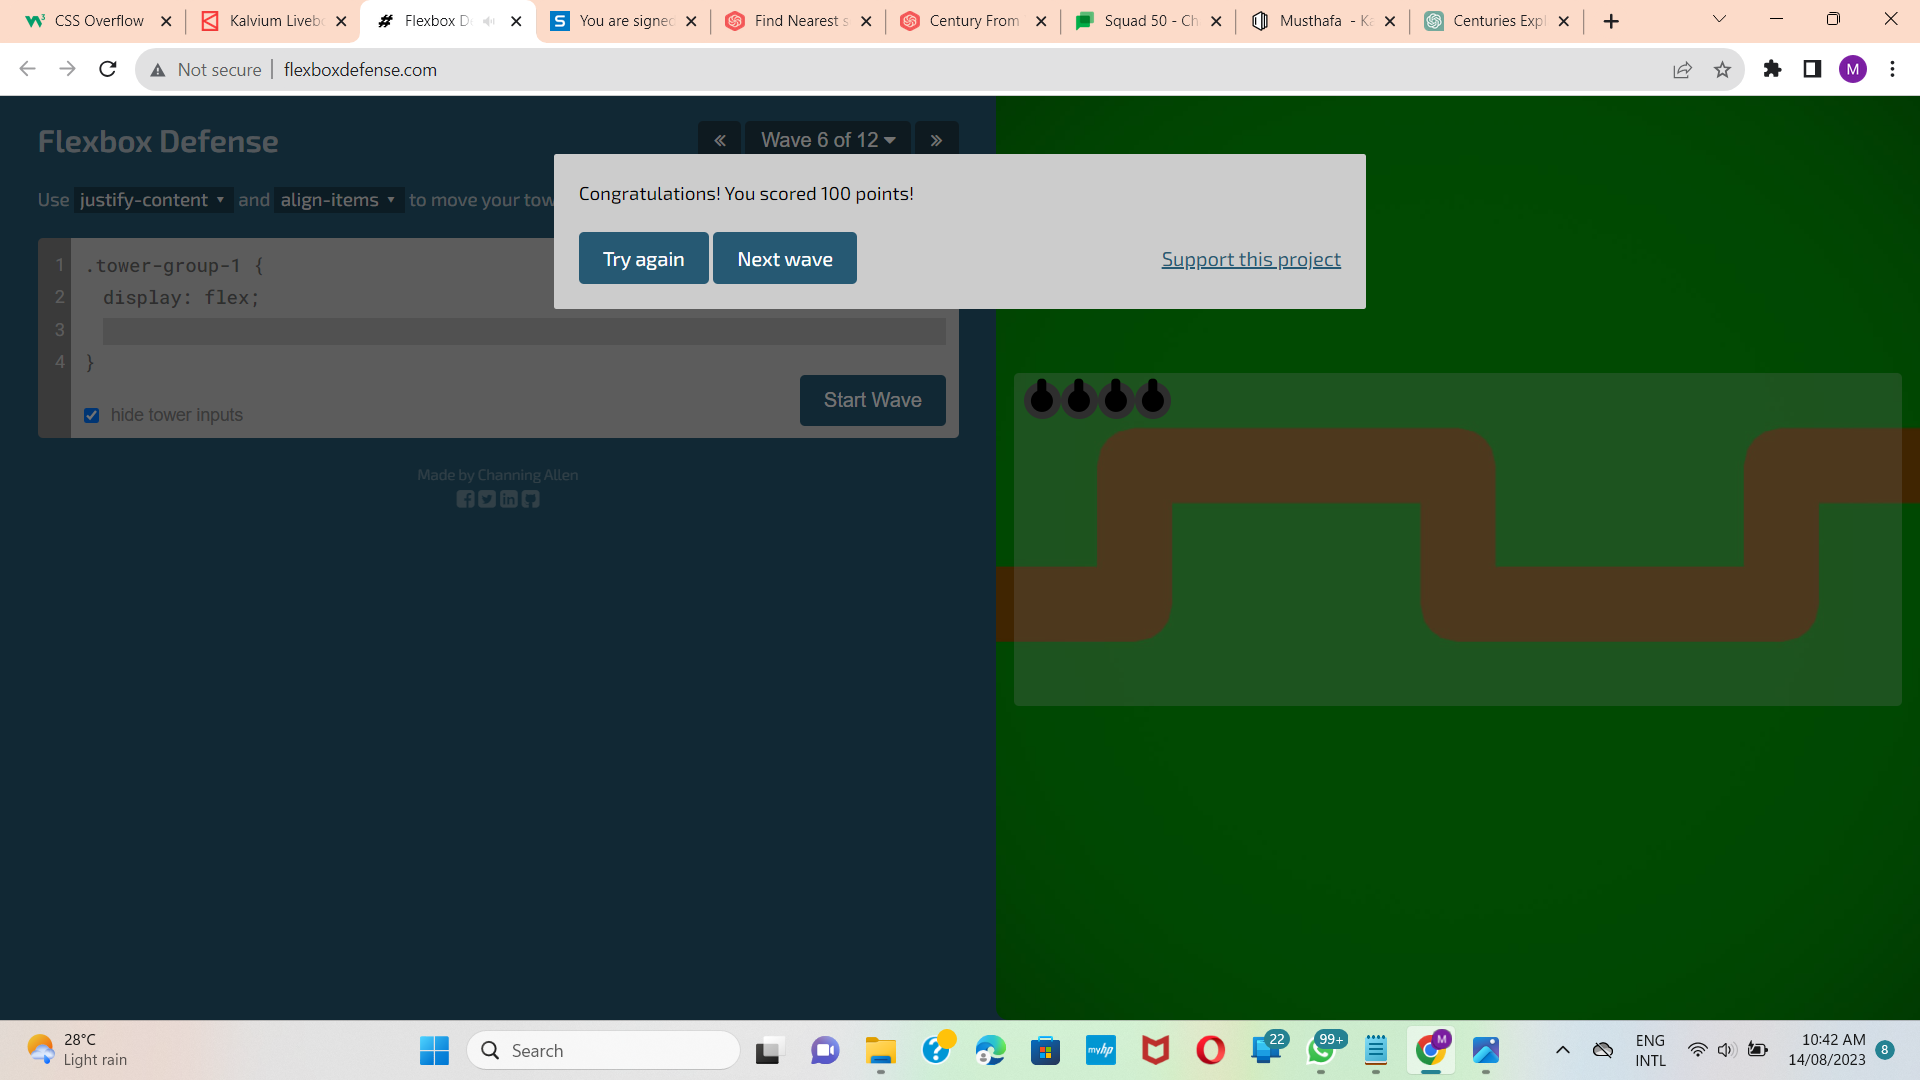 CSS Overflow
Kalvium Liveb
Flexbox D
You are signed
Find Nearest s
Century From
Squad 50 - Ch
Musthafa - Ka
Centuries Expl
Not secure
flexboxdefense.com
M
Flexbox Defense
« Wave 6 of 12 »
Use justify-content and align-items to move your tow
Congratulations! You scored 100 points!
Try again
Next wave
Support this project
1 .tower-group-1 {
2 display: flex;
3
4 }
hide tower inputs
Start Wave
Made by Channing Allen
28°C
Light rain
Search
myhp
22
99+
M
ENG
INTL
10:42 AM
14/08/2023
8